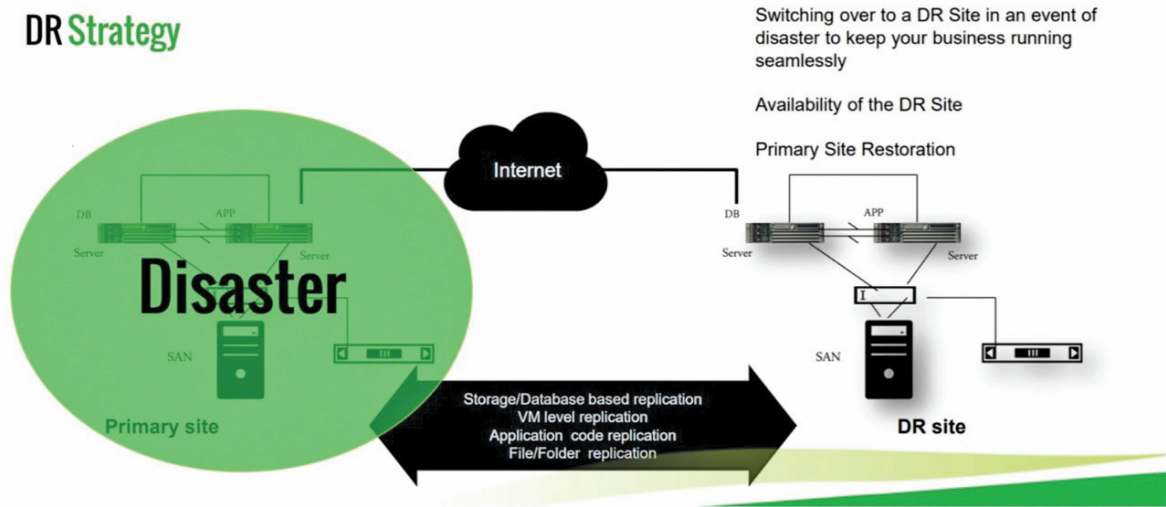 DR Strategy
Switching over to a DR Site in an event of
disaster to keep your business running
seamlessly
Availability of the DR Site
Primary Site Restoration
Internet
DB
APP
Server
Server
Disaster
SAN
Primary site
DB
APP
Server
Server
I
SAN
DR site
Storage/Database based replication
VM level replication
Application code replication
File/Folder replication